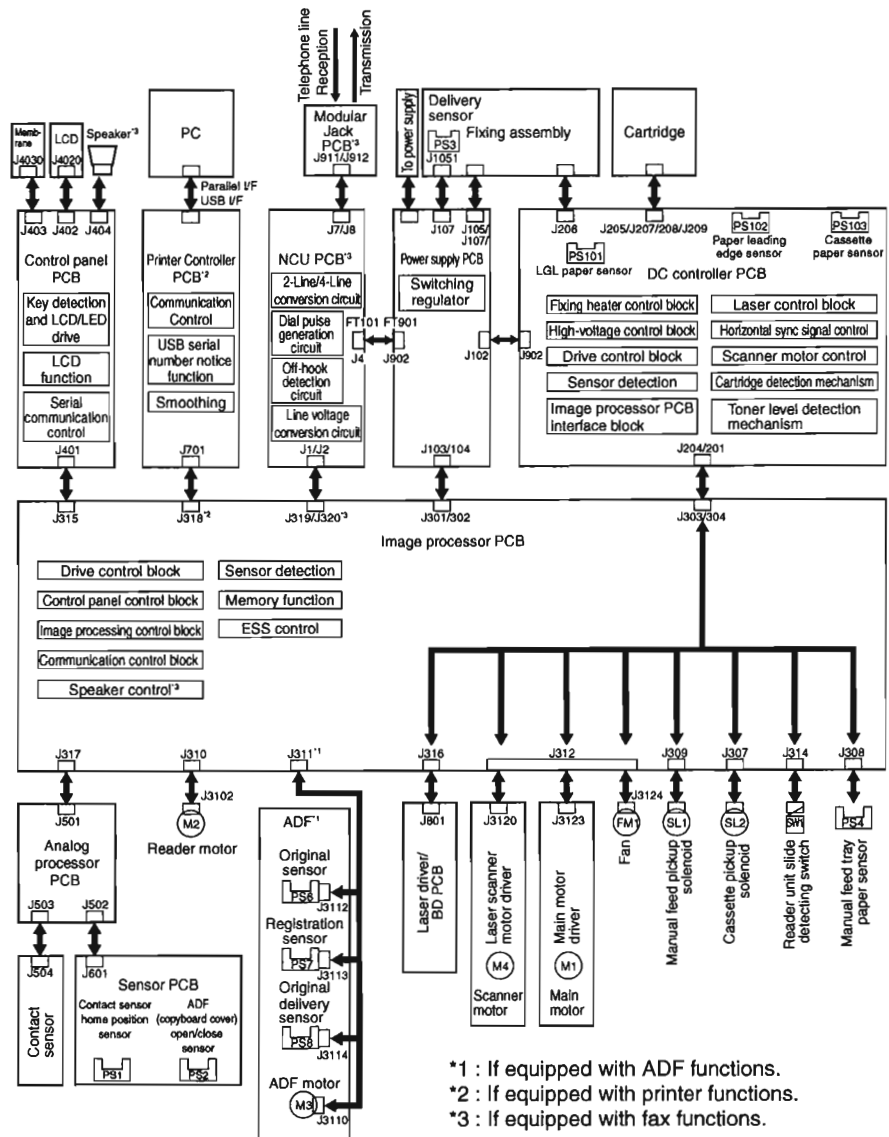 Telephone line
Reception
Transmission
Mem-
brane
J4030
LCD
J4020
Speaker*3
PC
Parallel I/F
USB I/F
Modular
Jack
PCB*3
J911/J912
To power supply
Delivery
sensor
PS3
J1051
Fixing assembly
Cartridge
J403
J402
J404
Control panel
PCB
Key detection
and LCD/LED
drive
LCD
function
Serial
communication
control
J401
Printer Controller
PCB*2
Communication
Control
USB serial
number notice
function
Smoothing
J701
J7/J8
NCU PCB*3
2-Line/4-Line
conversion circuit
Dial pulse
generation
circuit
Off-hook
detection
circuit
Line voltage
conversion circuit
J1/J2
FT101
J4
FT901
J902
J107
J105/
J107/
Power supply PCB
Switching
regulator
J102
J103/104
J902
J206
J205/J207/208/J209
PS101
LGL paper sensor
PS102
Paper leading
edge sensor
PS103
Cassette
paper sensor
DC controller PCB
Fixing heater control block
High-voltage control block
Drive control block
Sensor detection
Image processor PCB
interface block
Laser control block
Horizontal sync signal control
Scanner motor control
Cartridge detection mechanism
Toner level detection
mechanism
J204/201
J315
J318*2
J319/J320*3
J301/302
J303/304
Image processor PCB
Drive control block
Control panel control block
Image processing control block
Communication control block
Speaker control*3
Sensor detection
Memory function
ESS control
J317
J310
J311*1
J316
J312
J309
J307
J314
J308
J501
Analog
processor
PCB
J503
J502
J504
Contact sensor
J601
Sensor PCB
Contact sensor
home position
sensor
PS1
ADF
(copyboard cover)
open/close
sensor
PS2
J3102
M2
Reader motor
ADF*1
Original
sensor
PS6
J3112
Registration
sensor
PS7
J3113
Original
delivery
sensor
PS8
J3114
ADF motor
M3
J3110
J801
Laser driver/
BD PCB
J3120
Laser scanner
motor driver
M4
Scanner
motor
J3123
Main motor
driver
M1
Main
motor
J3124
FM1
Fan
SL1
Manual feed pickup
solenoid
SL2
Cassette pickup
solenoid
SW1
Reader unit slide
detecting switch
PS4
Manual feed tray
paper sensor
*1 : If equipped with ADF functions.
*2 : If equipped with printer functions.
*3 : If equipped with fax functions.